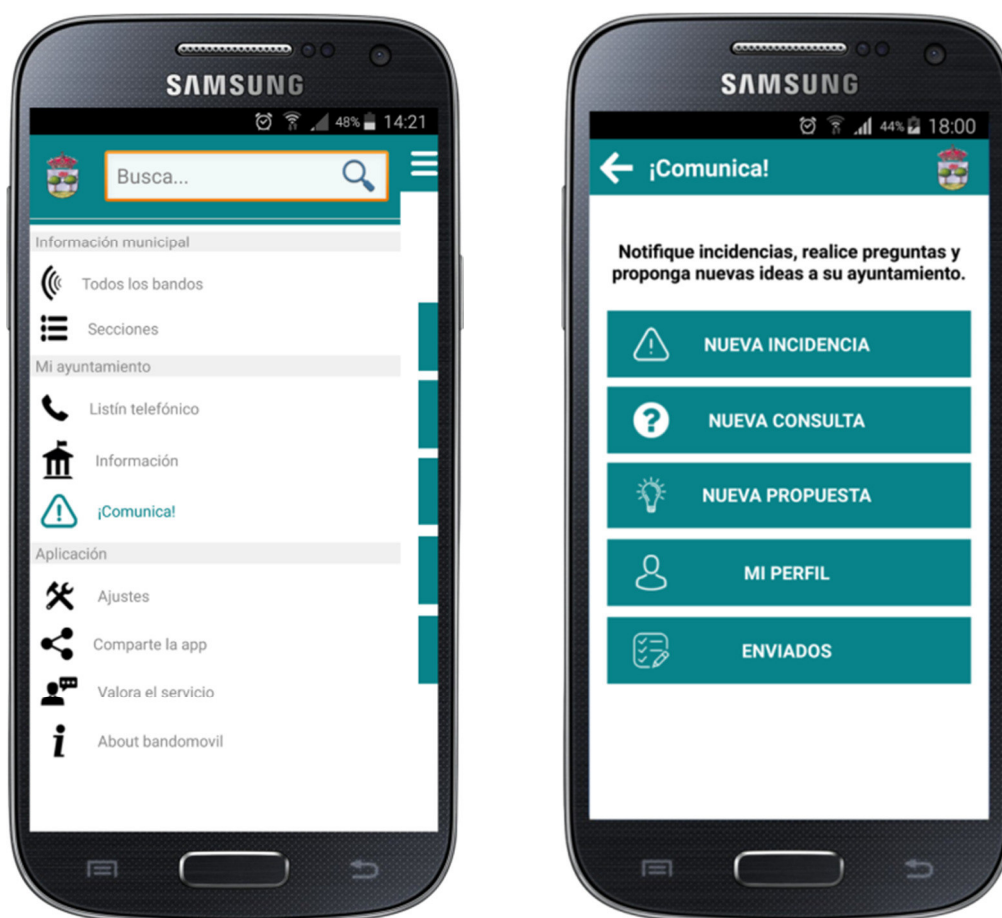 SAMSUNG
48% 14:21
Busca...
Información municipal
Todos los bandos
Secciones
Mi ayuntamiento
Listín telefónico
Información
¡Comunica!
Aplicación
Ajustes
Comparte la app
Valora el servicio
About bandomovil
SAMSUNG
44% 18:00
¡Comunica!
Notifique incidencias, realice preguntas y
proponga nuevas ideas a su ayuntamiento.
NUEVA INCIDENCIA
NUEVA CONSULTA
NUEVA PROPUESTA
MI PERFIL
ENVIADOS